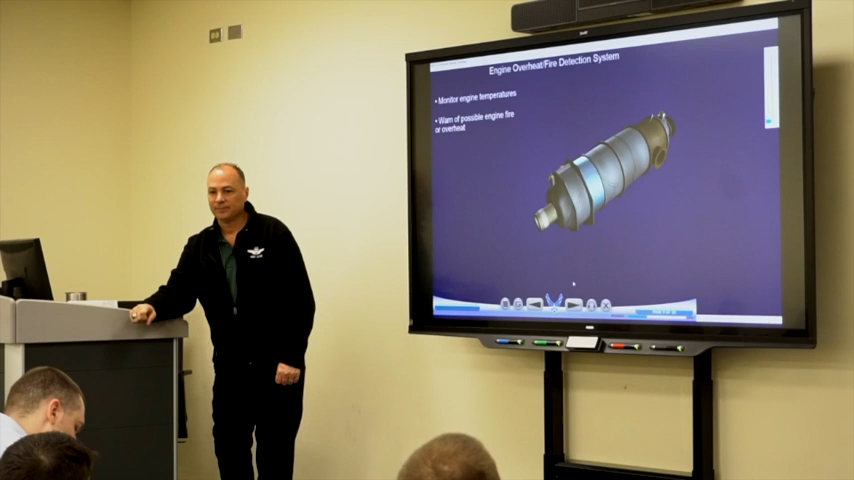 Engine Overheat/Fire Detection System
• Monitor engine temperatures
• Warn of possible engine fire
or overheat